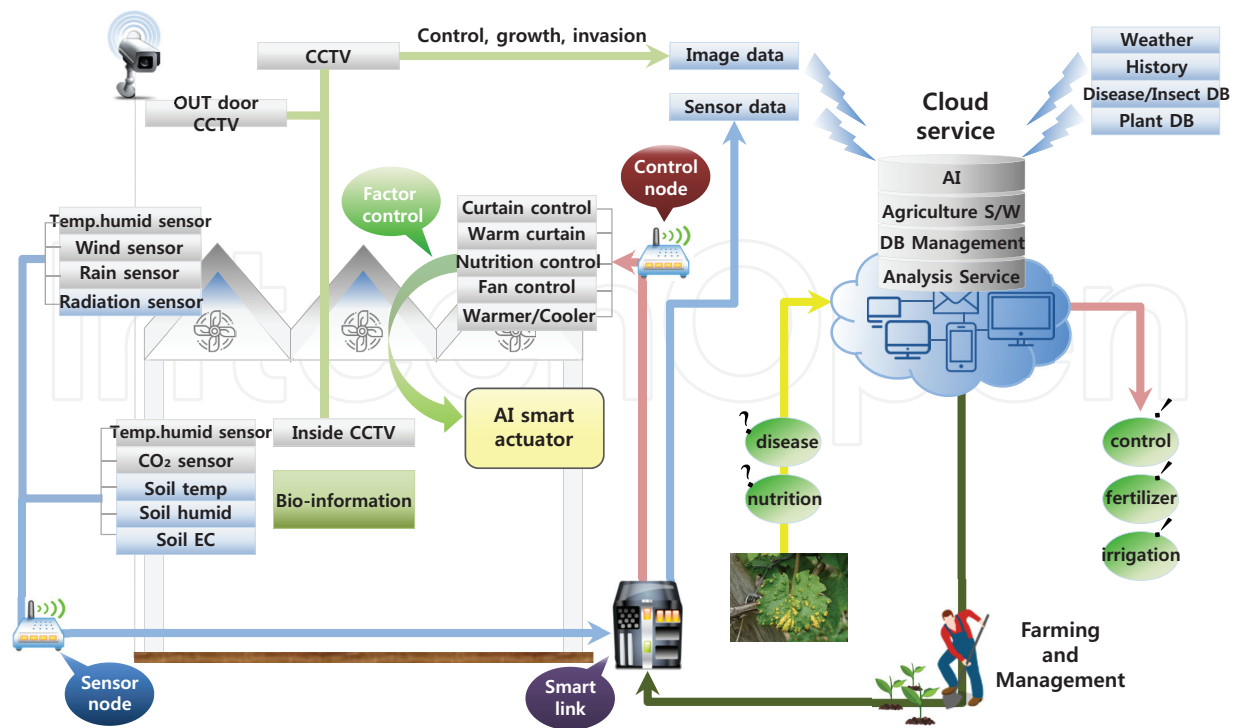 CCTV
Control, growth, invasion
Image data
Weather
History
Disease/Insect DB
Plant DB
OUT door
CCTV
Sensor data
Cloud
service
AI
Agriculture S/W
DB Management
Analysis Service
Control
node
Factor
control
Curtain control
Warm curtain
Nutrition control
Fan control
Warmer/Cooler
Temp.humid sensor
Wind sensor
Rain sensor
Radiation sensor
IntechOpen
AI smart
actuator
Temp.humid sensor
CO₂ sensor
Soil temp
Soil humid
Soil EC
Inside CCTV
Bio-information
?
disease
?
nutrition
!
control
!
fertilizer
!
irrigation
Sensor
node
Smart
link
Farming
and
Management